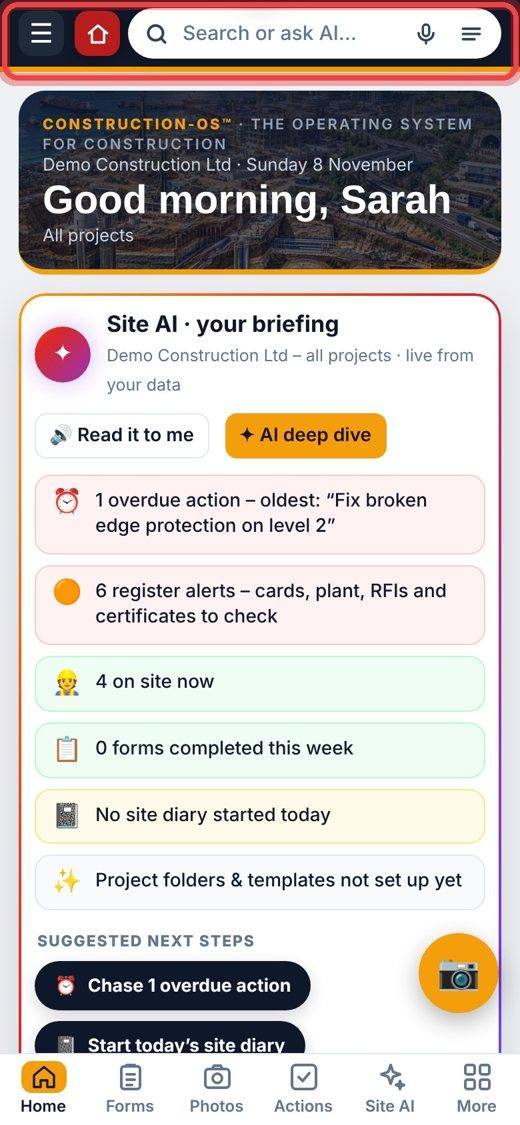 Search or ask AI...
CONSTRUCTION-OS™ · THE OPERATING SYSTEM
FOR CONSTRUCTION
Demo Construction Ltd · Sunday 8 November
Good morning, Sarah
All projects
Site AI · your briefing
Demo Construction Ltd – all projects · live from
your data
Read it to me
AI deep dive
1 overdue action – oldest: “Fix broken
edge protection on level 2”
6 register alerts – cards, plant, RFIs and
certificates to check
4 on site now
0 forms completed this week
No site diary started today
Project folders & templates not set up yet
SUGGESTED NEXT STEPS
Chase 1 overdue action
Start today’s site diary
Home
Forms
Photos
Actions
Site AI
More